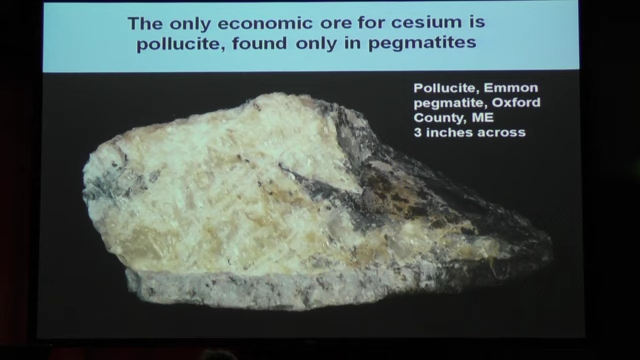 The only economic ore for cesium is
pollucite, found only in pegmatites
Pollucite, Emmon
pegmatite, Oxford
County, ME
3 inches across